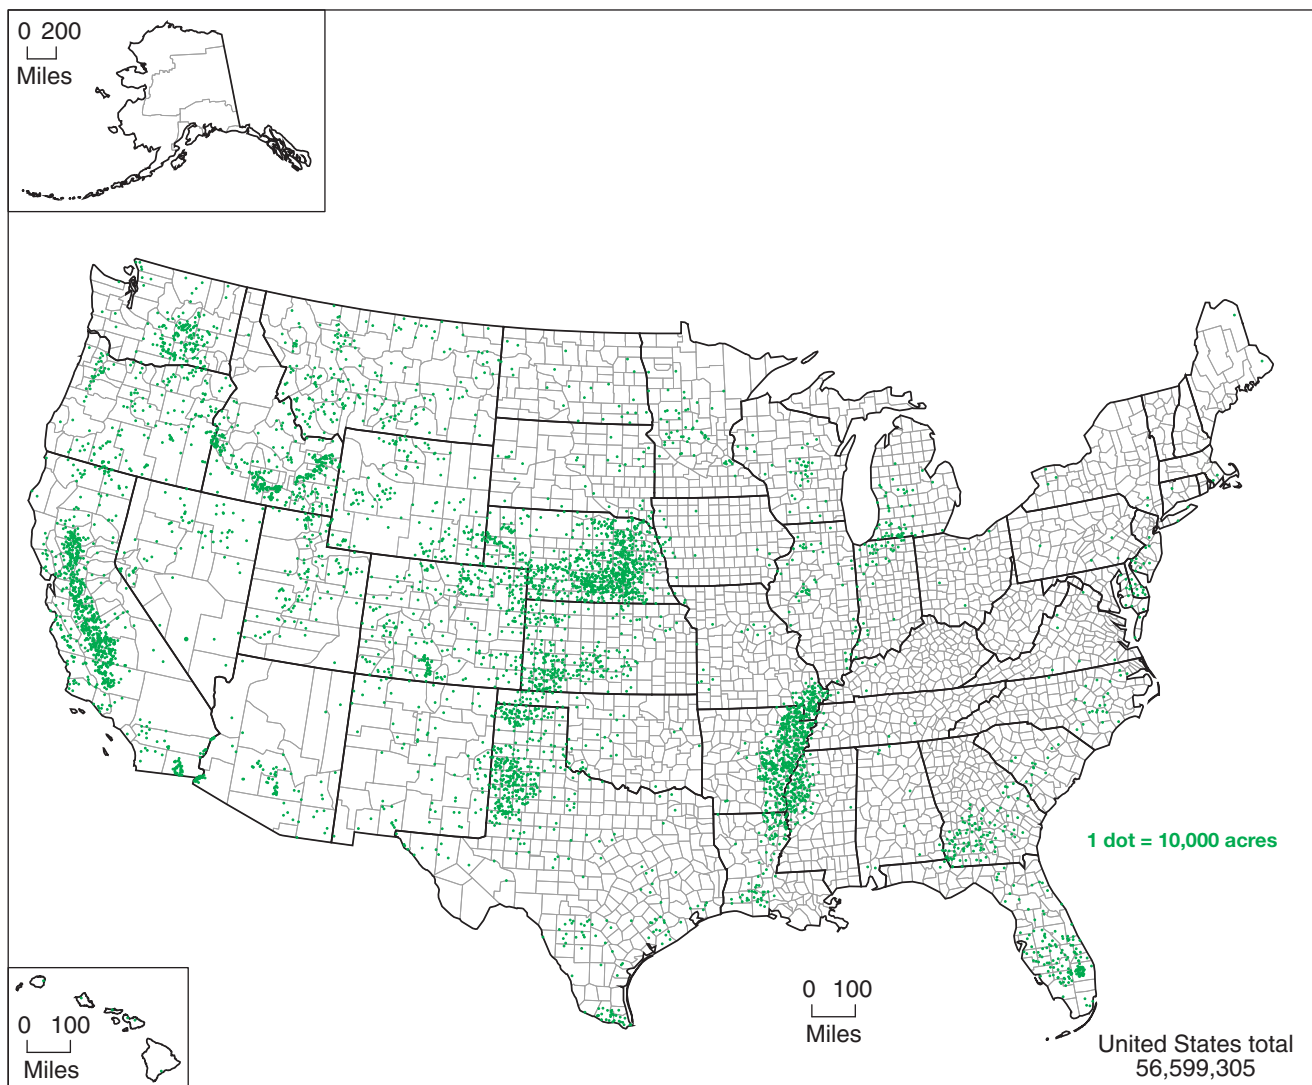 0 200
Miles
1 dot = 10,000 acres
0 100
Miles
0 100
Miles
United States total
56,599,305